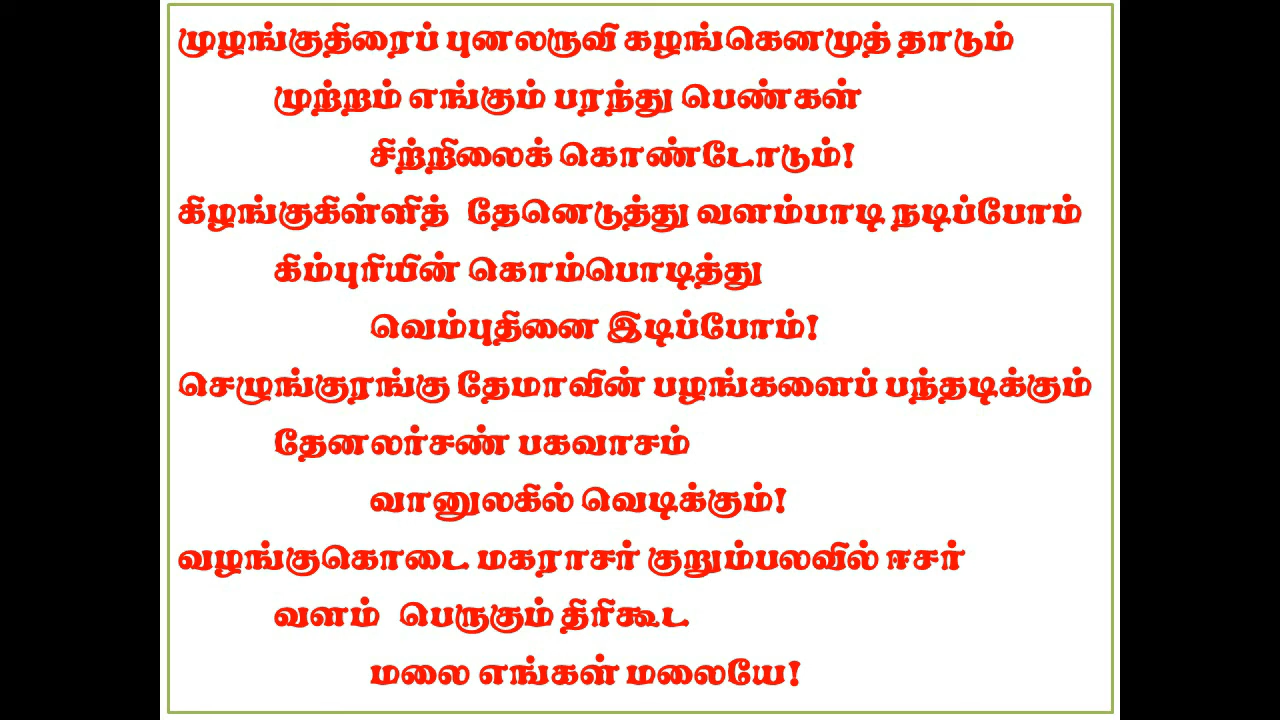 முழங்குதிரைப் புனலருவி கழங்கெனமுத் தாடும்
முற்றம் எங்கும் பரந்து பெண்கள்
சிற்றிலைக் கொண்டோடும்!
கிழங்குகிள்ளித் தேனெடுத்து வளம்பாடி நடிப்போம்
கிம்புரியின் கொம்பொடித்து
வெம்புதினை இடிப்போம்!
செழுங்குரங்கு தேமாவின் பழங்களைப் பந்தடிக்கும்
தேனலர்சண் பகவாசம்
வானுலகில் வெடிக்கும்!
வழங்குகொடை மகராசர் குறும்பலவில் ஈசர்
வளம் பெருகும் திரிகூட
மலை எங்கள் மலையே!